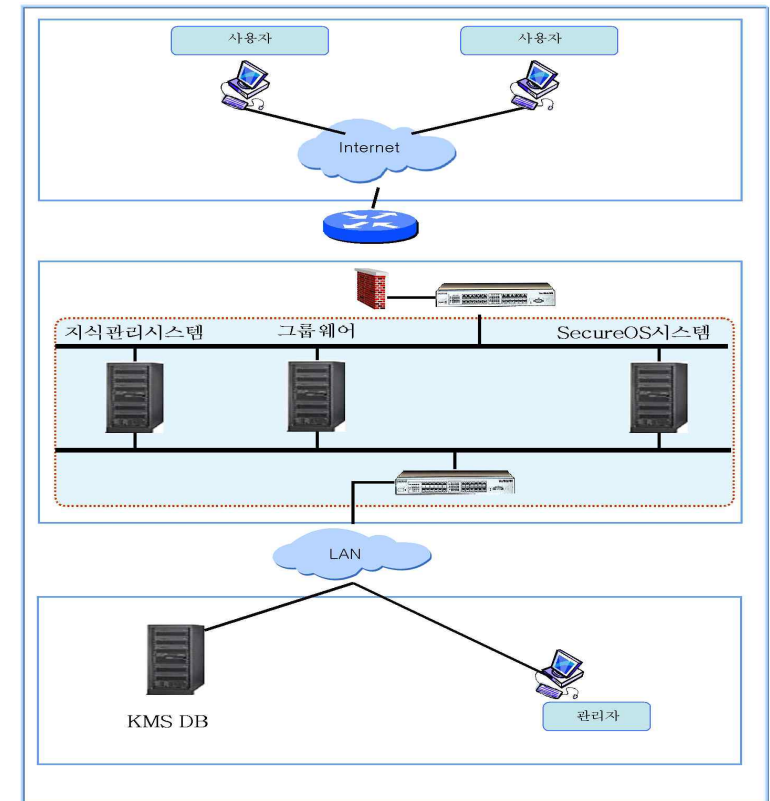 사용자
사용자
Internet
지식관리시스템
그룹웨어
SecureOS시스템
LAN
KMS DB
관리자